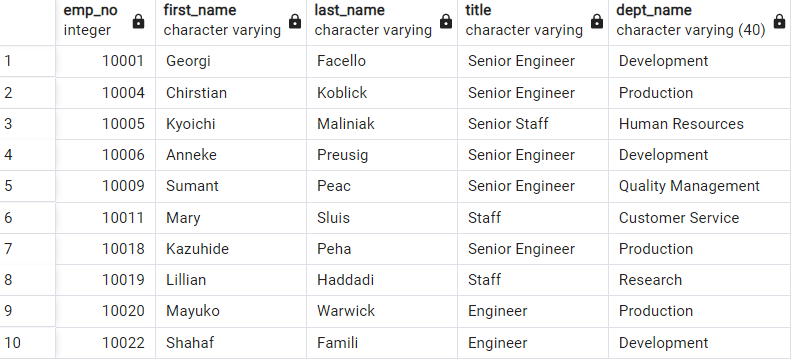 emp_no first_name last_name title dept_name
integer character varying character varying character varying character varying (40)
1 10001 Georgi Facello Senior Engineer Development
2 10004 Chirstian Koblick Senior Engineer Production
3 10005 Kyoichi Maliniak Senior Staff Human Resources
4 10006 Anneke Preusig Senior Engineer Development
5 10009 Sumant Peac Senior Engineer Quality Management
6 10011 Mary Sluis Staff Customer Service
7 10018 Kazuhide Peha Senior Engineer Production
8 10019 Lillian Haddadi Staff Research
9 10020 Mayuko Warwick Engineer Production
10 10022 Shahaf Famili Engineer Development